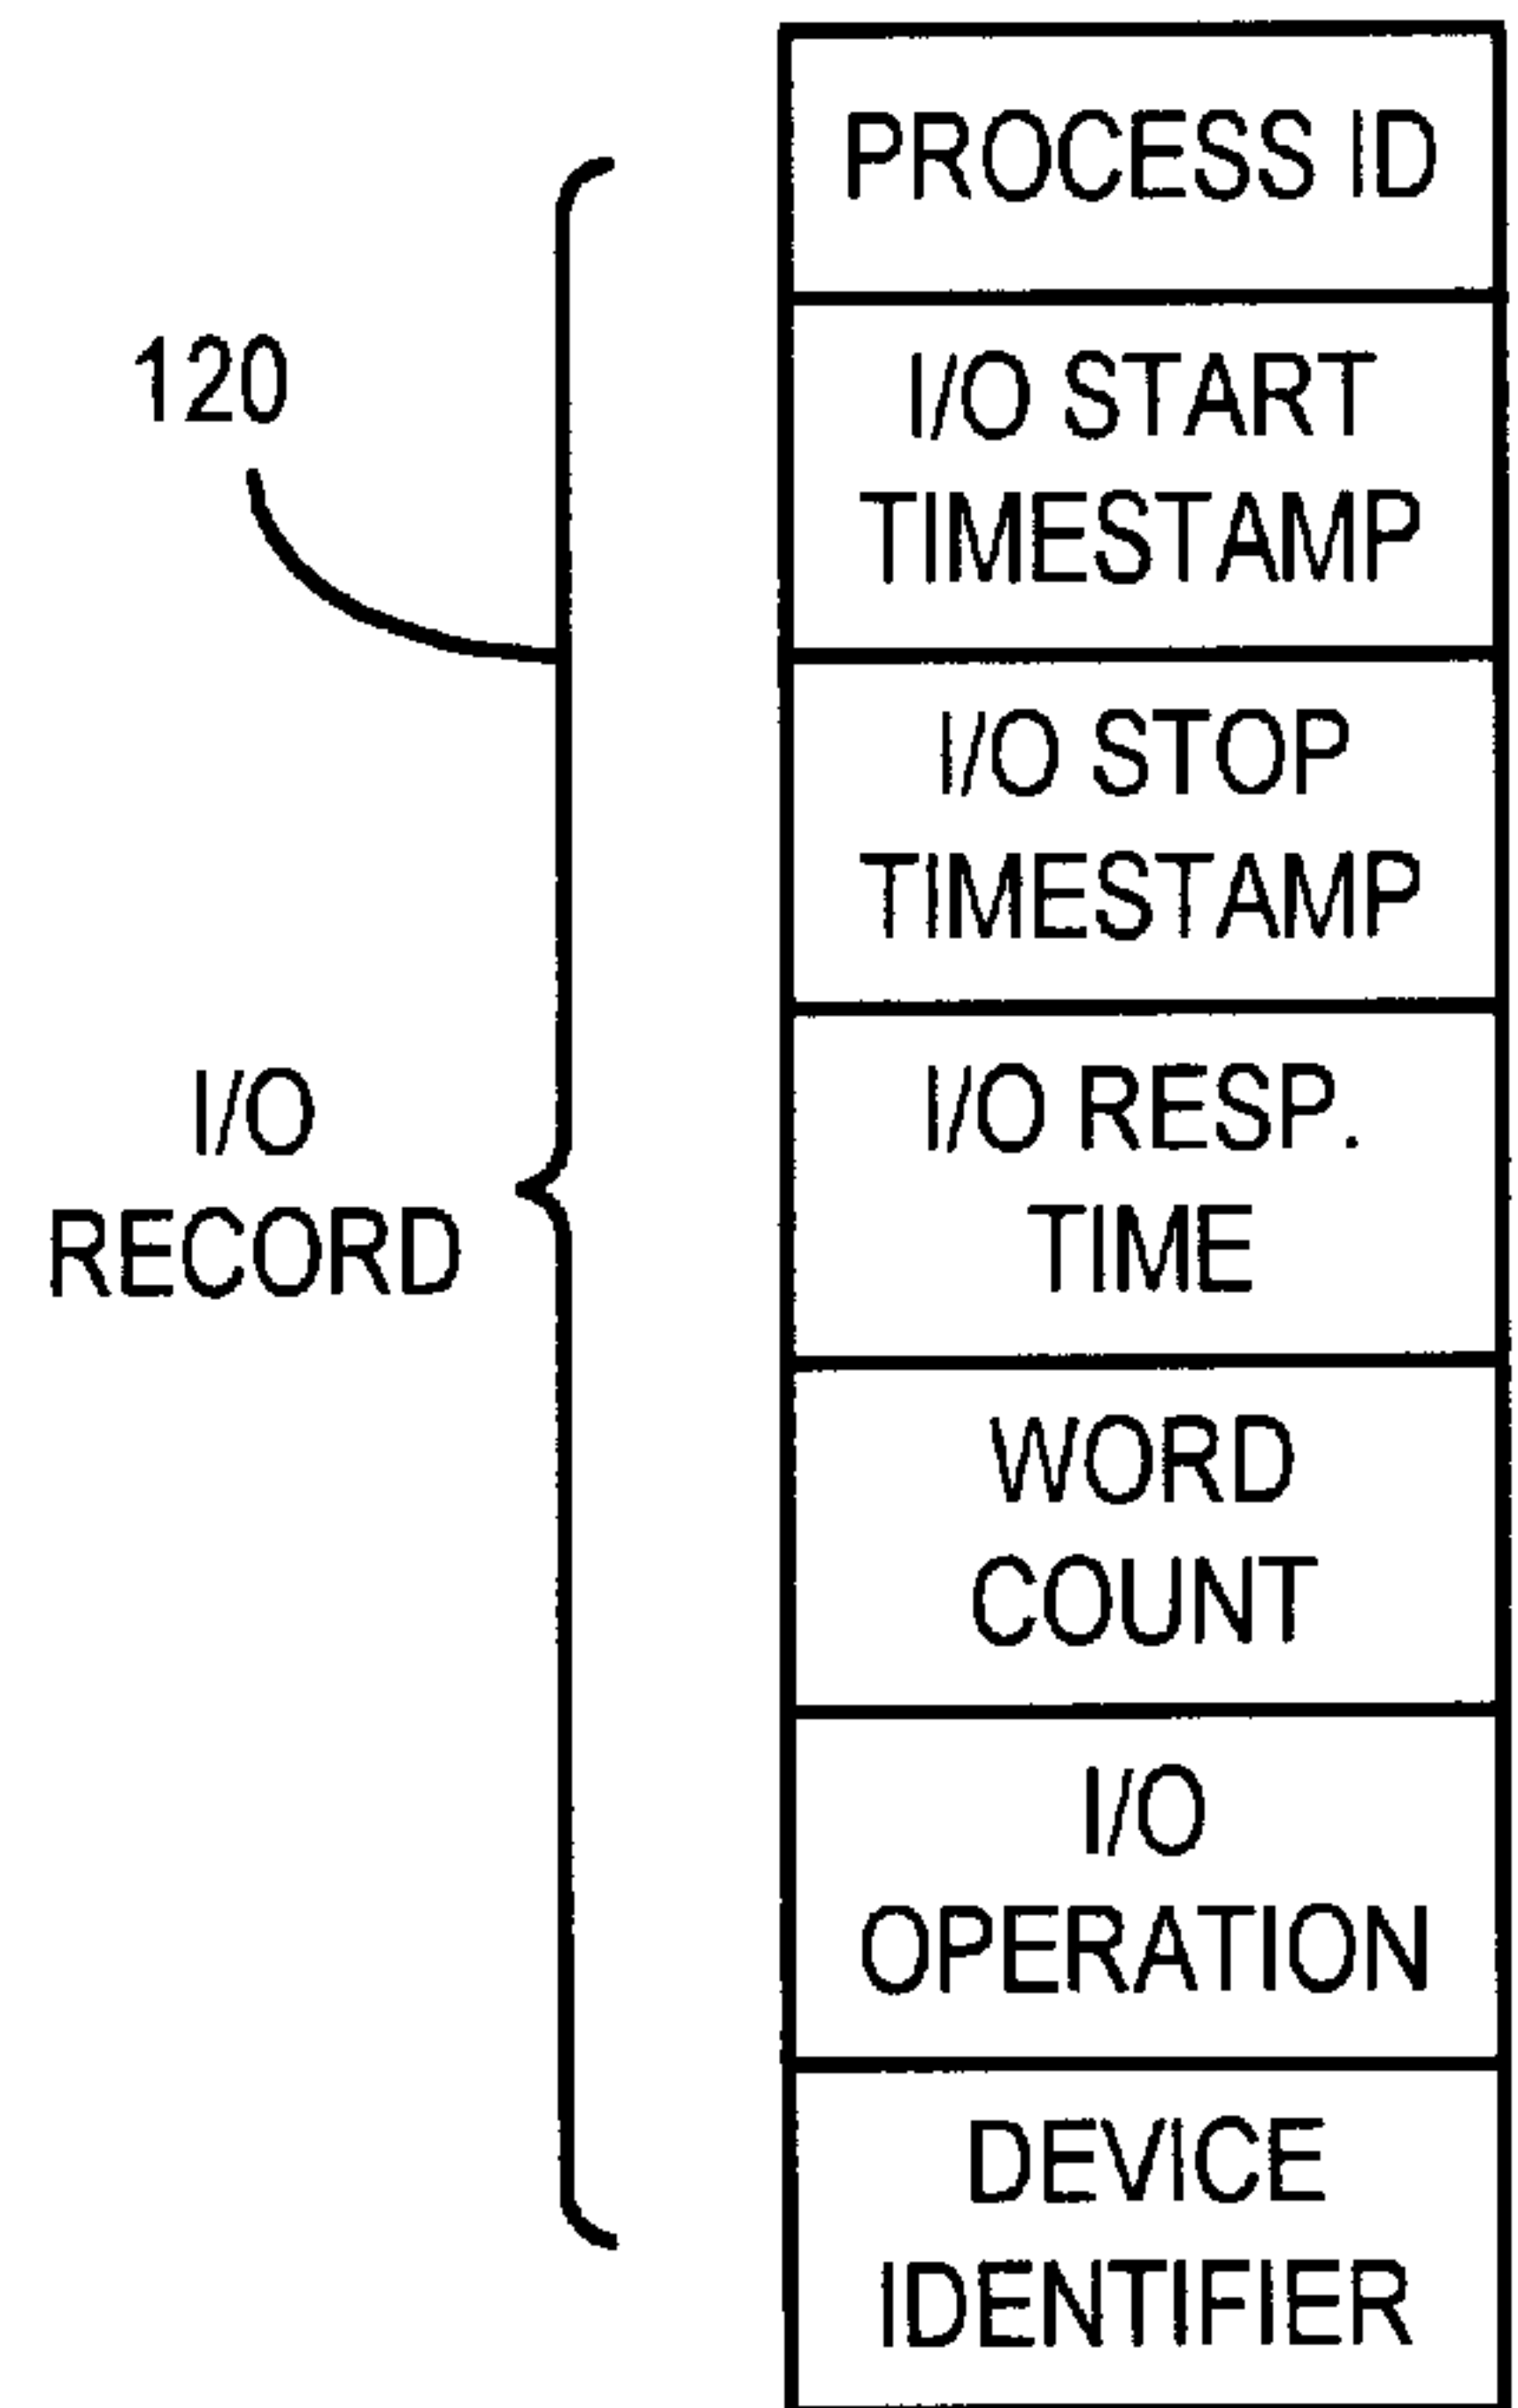 120
I/O
RECORD
PROCESS ID
I/O START
TIMESTAMP
I/O STOP
TIMESTAMP
I/O RESP.
TIME
WORD
COUNT
I/O
OPERATION
DEVICE
IDENTIFIER